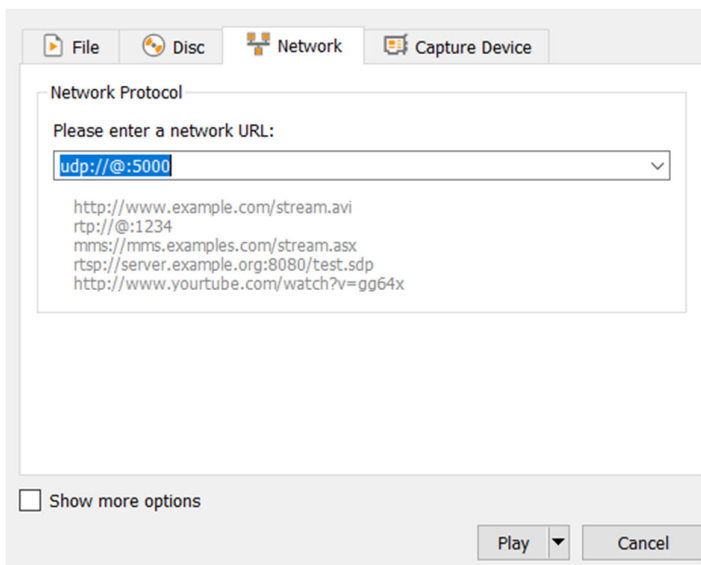 File Disc Network Capture Device
Network Protocol
Please enter a network URL:
udp://@:5000
http://www.example.com/stream.avi
rtp://@:1234
mms://mms.examples.com/stream.asx
rtsp://server.example.org:8080/test.sdp
http://www.yourtube.com/watch?v=gg64x
Show more options
Play Cancel